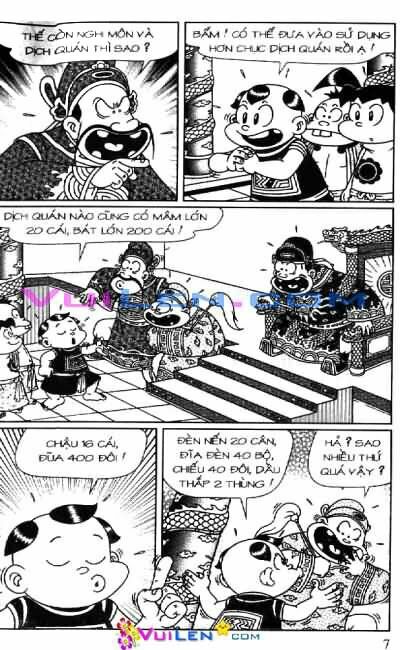 THẾ CÒN NGHI MÔN VÀ
DỊCH QUÁN THÌ SAO ?
BẨM ! CÓ THỂ ĐƯA VÀO SỬ DỤNG
HƠN CHỤC DỊCH QUÁN RỒI Ạ !
DỊCH QUÁN NÀO CŨNG CÓ MÂM LỚN
20 CÁI, BÁT LỚN 200 CÁI !
VUILEN.COM
CHẬU 16 CÁI,
ĐŨA 400 ĐÔI !
ĐÈN NẾN 20 CÂN,
ĐĨA ĐÈN 40 BỘ,
CHIẾU 40 ĐÔI, DẦU
THẮP 2 THÙNG !
HẢ ? SAO
NHIỀU THỨ
QUÁ VẬY ?
VUILEN.COM
7